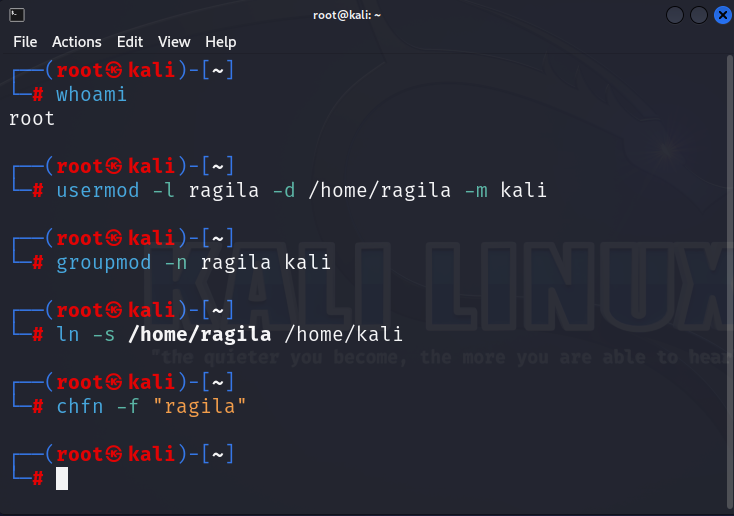 root@kali: ~
File Actions Edit View Help
┌──(root㉿kali)-[~]
└─# whoami
root
┌──(root㉿kali)-[~]
└─# usermod -l ragila -d /home/ragila -m kali
┌──(root㉿kali)-[~]
└─# groupmod -n ragila kali
┌──(root㉿kali)-[~]
└─# ln -s /home/ragila /home/kali
┌──(root㉿kali)-[~]
└─# chfn -f "ragila"
┌──(root㉿kali)-[~]
└─#
KALI LINUX
"the quieter you become, the more you are able to hear